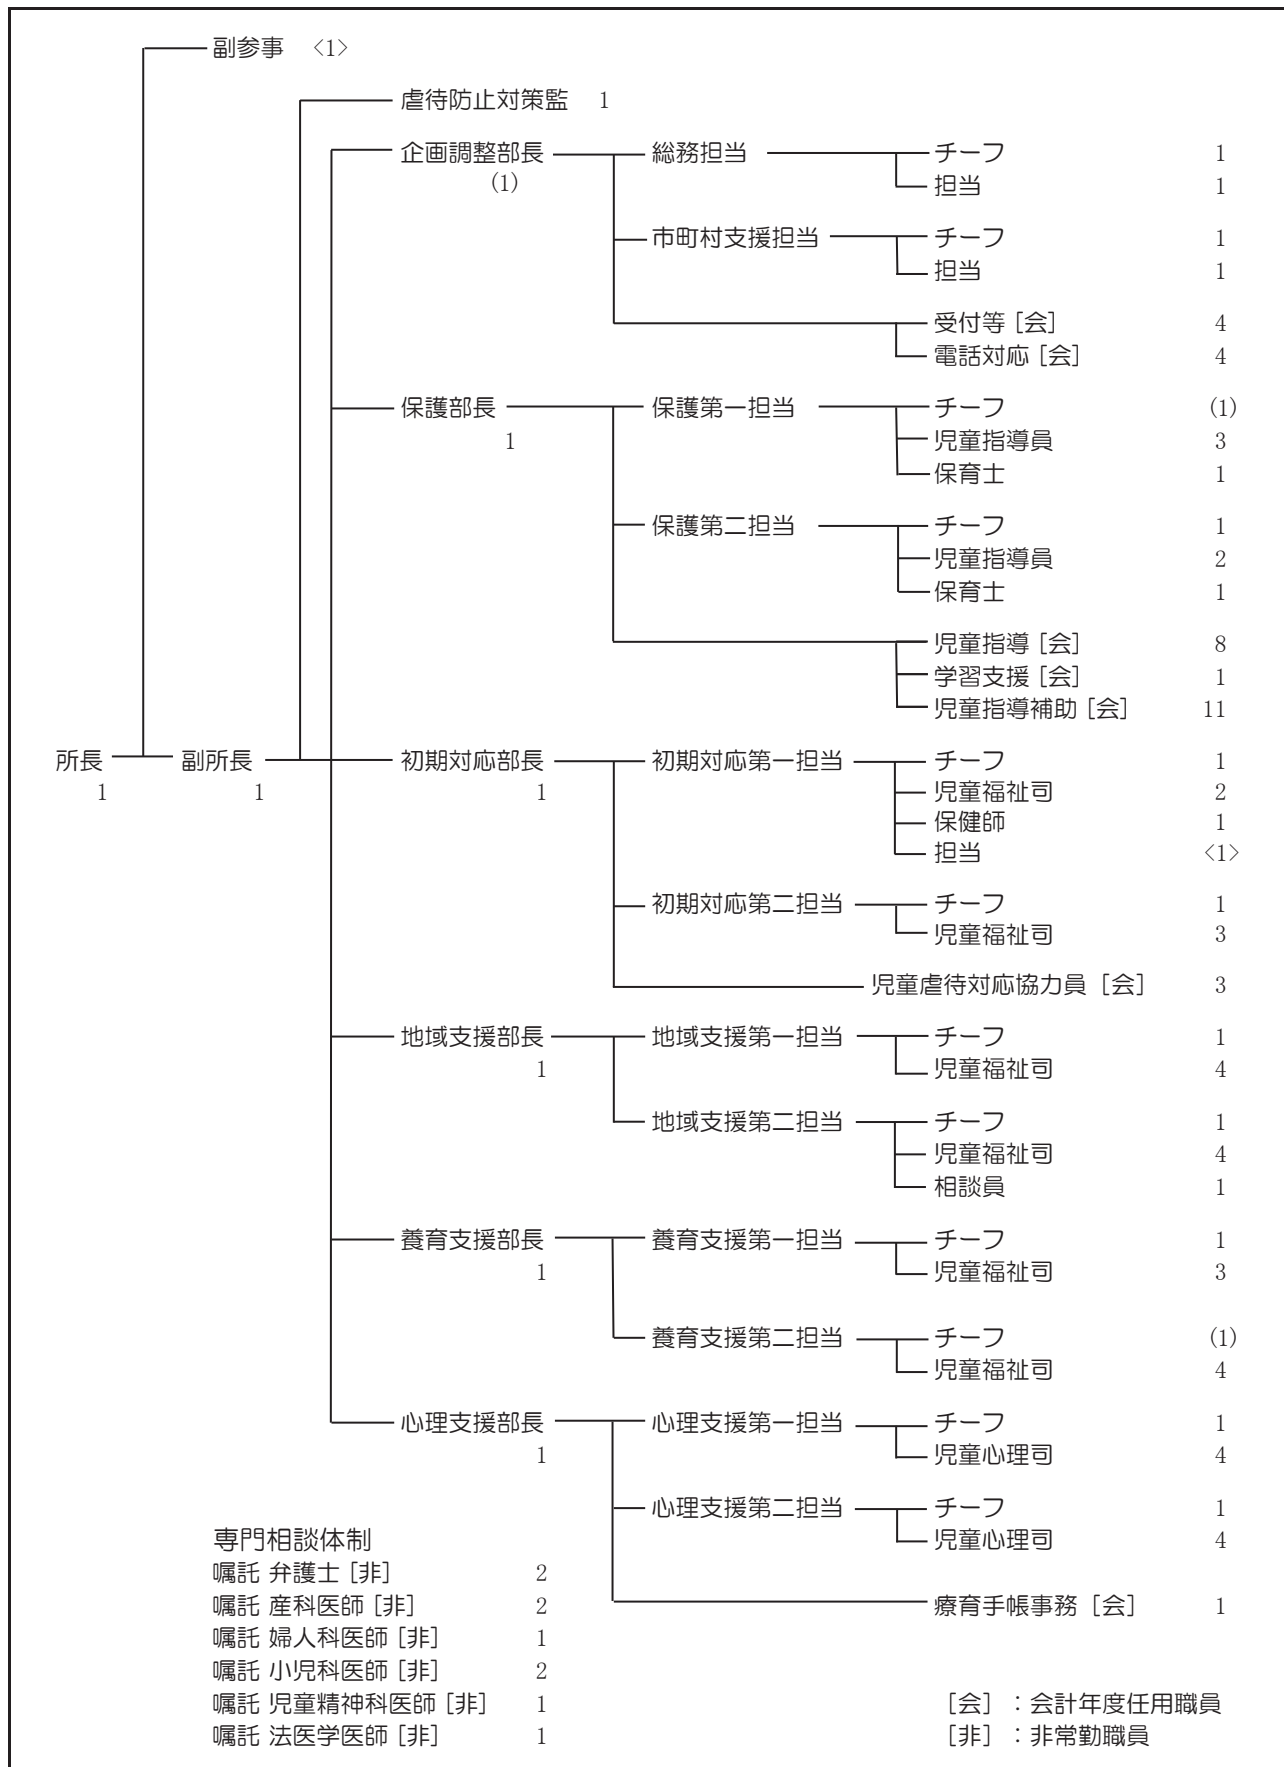 副参事 <1>
虐待防止対策監 1
企画調整部長 総務担当 チーフ 1
(1) 担当 1
市町村支援担当 チーフ 1
担当 1
受付等［会］ 4
電話対応［会］ 4
保護部長 保護第一担当 チーフ (1)
1 児童指導員 3
保育士 1
保護第二担当 チーフ 1
児童指導員 2
保育士 1
児童指導［会］ 8
学習支援［会］ 1
児童指導補助［会］ 11
所長 副所長 初期対応部長 初期対応第一担当 チーフ 1
1 1 1 児童福祉司 2
保健師 1
担当 <1>
初期対応第二担当 チーフ 1
児童福祉司 3
児童虐待対応協力員［会］ 3
地域支援部長 地域支援第一担当 チーフ 1
1 児童福祉司 4
地域支援第二担当 チーフ 1
児童福祉司 4
相談員 1
養育支援部長 養育支援第一担当 チーフ 1
1 児童福祉司 3
養育支援第二担当 チーフ (1)
児童福祉司 4
心理支援部長 心理支援第一担当 チーフ 1
1 児童心理司 4
心理支援第二担当 チーフ 1
児童心理司 4
専門相談体制
嘱託 弁護士［非］ 2
嘱託 産科医師［非］ 2
療育手帳事務［会］ 1
嘱託 婦人科医師［非］ 1
嘱託 小児科医師［非］ 2
嘱託 児童精神科医師［非］ 1
嘱託 法医学医師［非］ 1
［会］：会計年度任用職員
［非］：非常勤職員